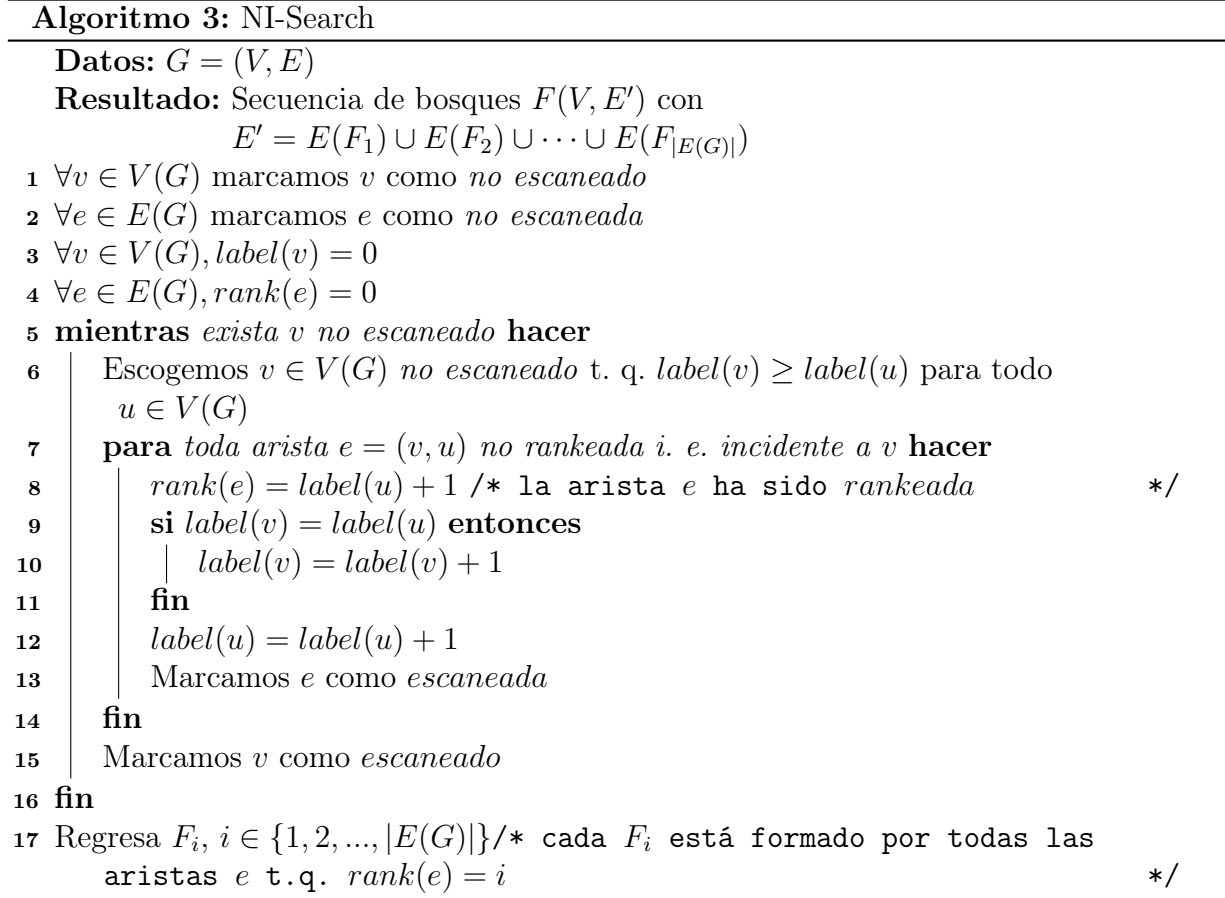 Algoritmo 3: NI-Search
Datos: G = (V, E)
Resultado: Secuencia de bosques F(V, E′) con
E′ = E(F₁) ∪ E(F₂) ∪ ⋯ ∪ E(F_{|E(G)|})
1 ∀v ∈ V(G) marcamos v como no escaneado
2 ∀e ∈ E(G) marcamos e como no escaneada
3 ∀v ∈ V(G), label(v) = 0
4 ∀e ∈ E(G), rank(e) = 0
5 mientras exista v no escaneado hacer
6 Escogemos v ∈ V(G) no escaneado t. q. label(v) ≥ label(u) para todo
u ∈ V(G)
7 para toda arista e = (v, u) no rankeada i. e. incidente a v hacer
8 rank(e) = label(u) + 1 /* la arista e ha sido rankeada */
9 si label(v) = label(u) entonces
10 label(v) = label(v) + 1
11 fin
12 label(u) = label(u) + 1
13 Marcamos e como escaneada
14 fin
15 Marcamos v como escaneado
16 fin
17 Regresa Fᵢ, i ∈ {1, 2, ..., |E(G)|}/* cada Fᵢ está formado por todas las
aristas e t.q. rank(e) = i */